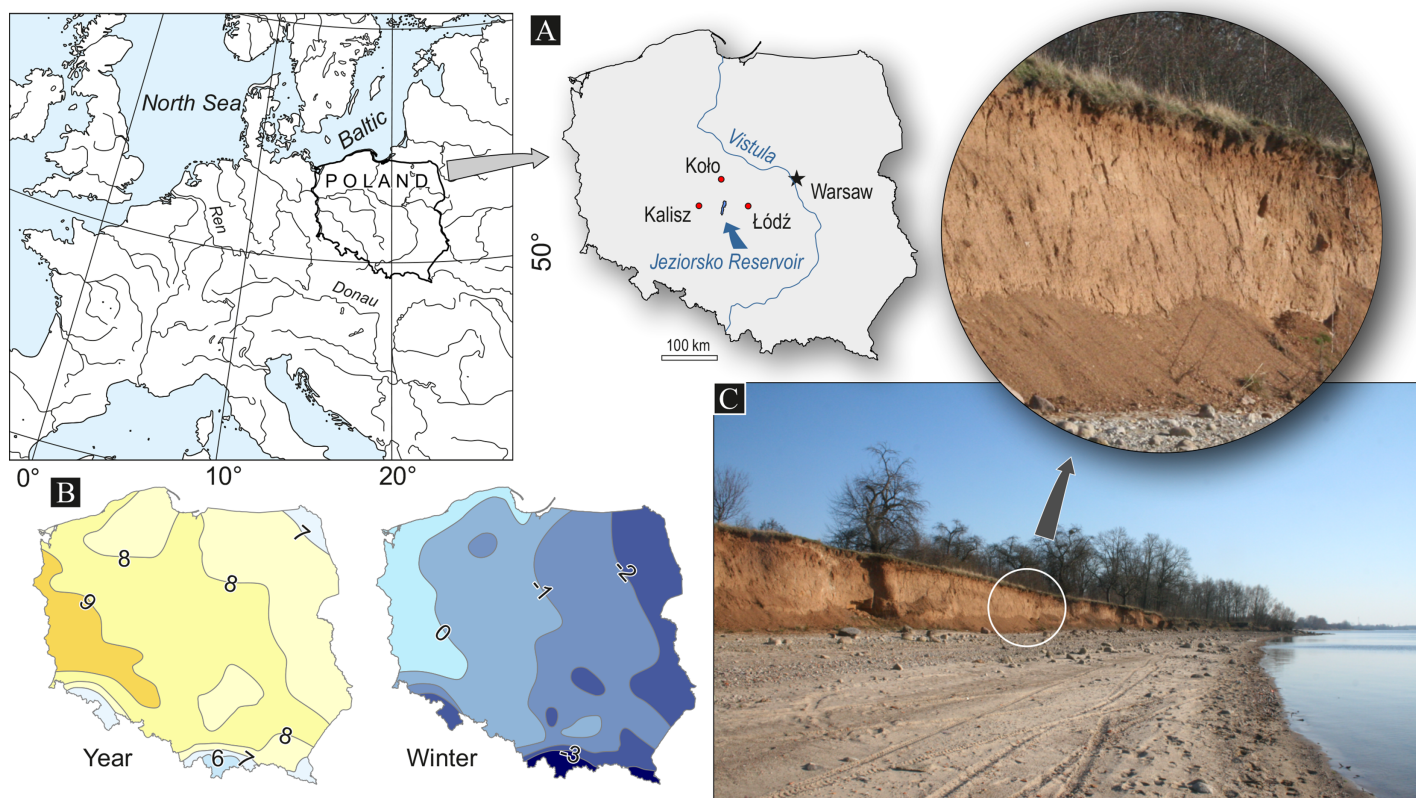 North Sea
Baltic
POLAND
Ren
Donau
0°
10°
20°
50°
A
Vistula
Koło
Warsaw
Kalisz
Łódź
Jeziorsko Reservoir
100 km
B
7
8
8
9
8
6
7
Year
-2
-1
0
-3
Winter
C